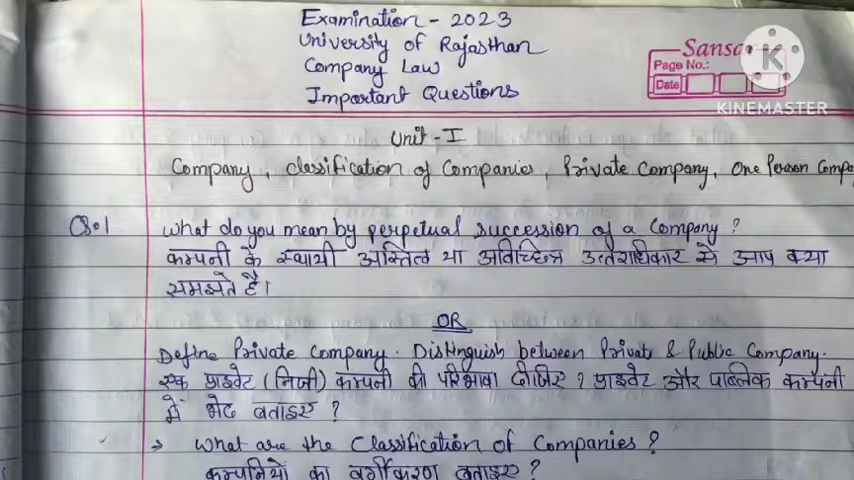 Examination - 2023
University of Rajasthan
Company Law
Important Questions
Sansa
Page No.:
Date
K
KINEMASTER
Unit - I
Company, classification of Companies, Private Company, One Person Compa
Q.1 What do you mean by perpetual succession of a Company?
कम्पनी के स्थायी अस्तित्व या अविच्छिन्न उत्तराधिकार से आप क्या
समझते है।
OR
Define Private Company. Distinguish between Private & Public Company.
एक प्राइवेट (निजी) कम्पनी की परिभाषा दीजिए? प्राइवेट और पाब्लिक कम्पनी
में भेद बताइए?
→ What are the Classification of Companies?
कम्पनियों का वर्गीकरण बताइए?